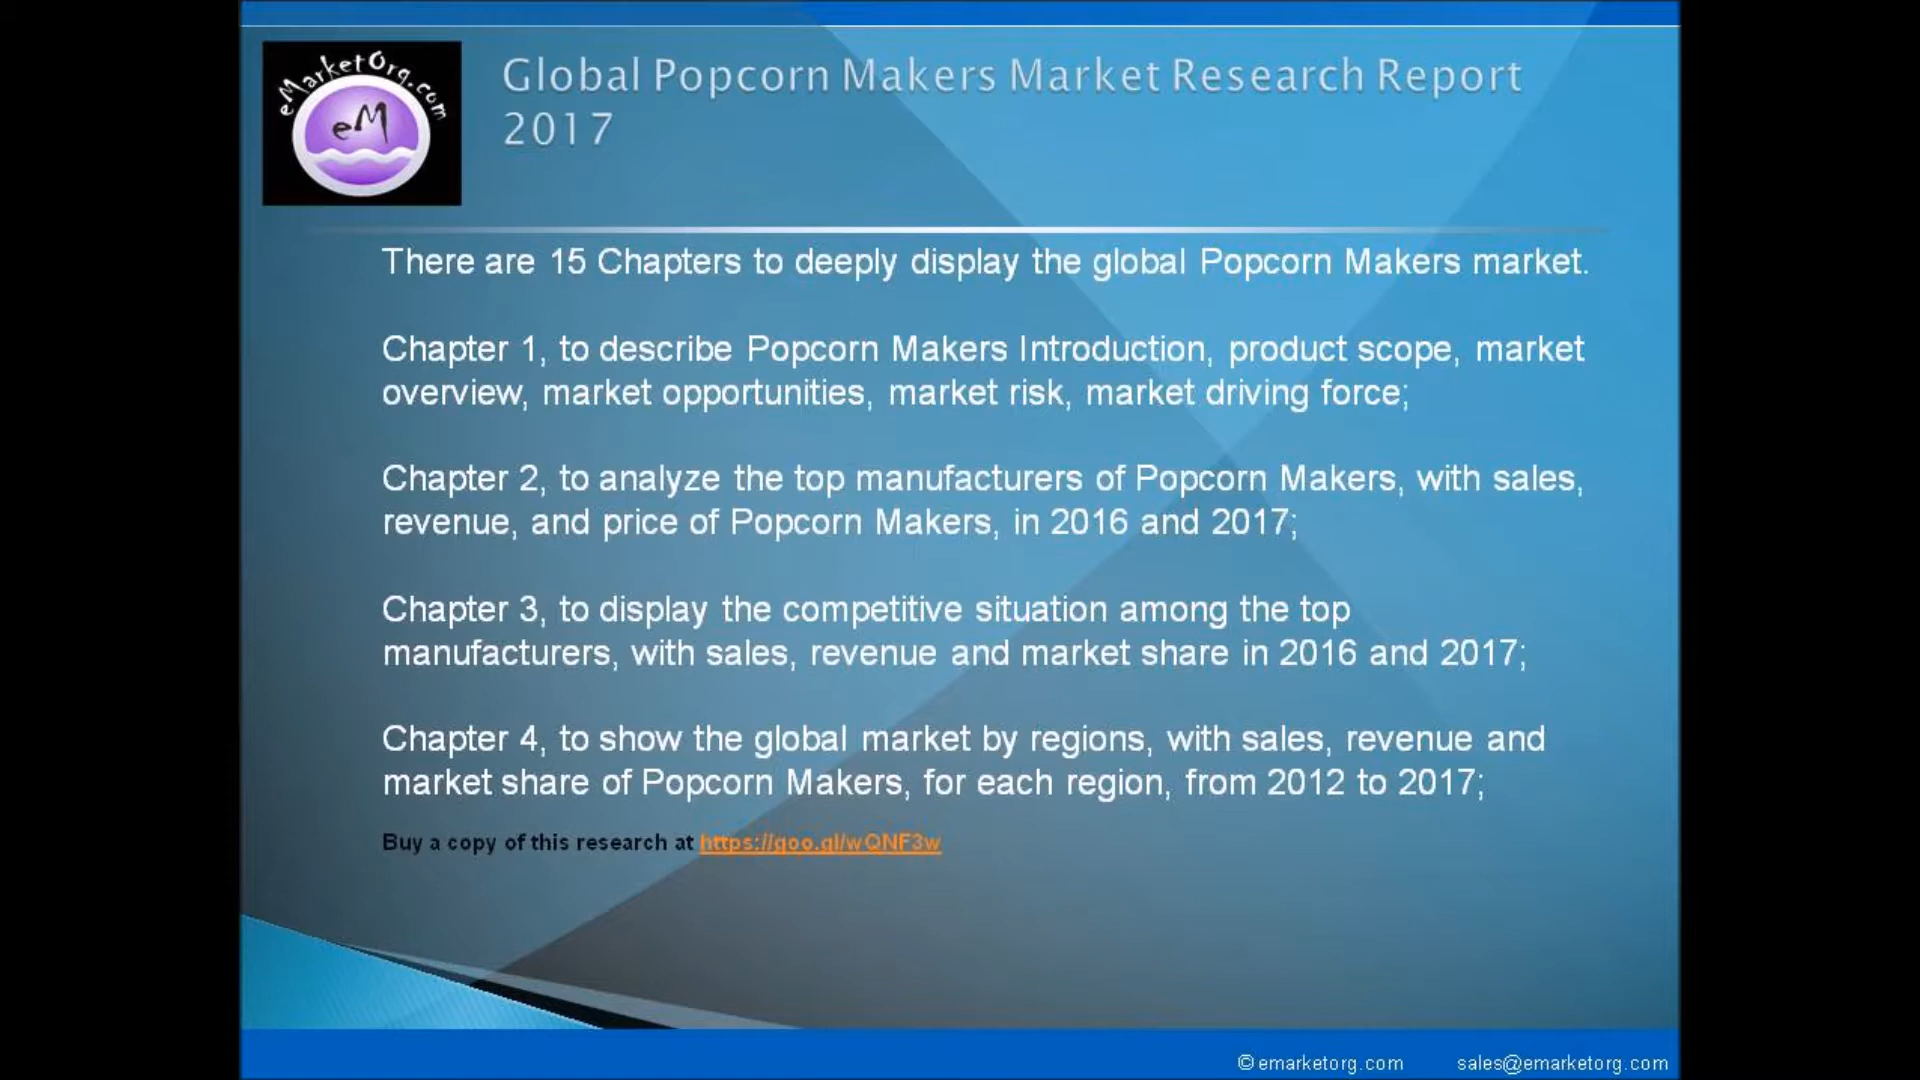 eMarketOrg.com
eM
Global Popcorn Makers Market Research Report
2017
There are 15 Chapters to deeply display the global Popcorn Makers market.
Chapter 1, to describe Popcorn Makers Introduction, product scope, market
overview, market opportunities, market risk, market driving force;
Chapter 2, to analyze the top manufacturers of Popcorn Makers, with sales,
revenue, and price of Popcorn Makers, in 2016 and 2017;
Chapter 3, to display the competitive situation among the top
manufacturers, with sales, revenue and market share in 2016 and 2017;
Chapter 4, to show the global market by regions, with sales, revenue and
market share of Popcorn Makers, for each region, from 2012 to 2017;
Buy a copy of this research at https://goo.gl/wQNF3w
© emarketorg.com sales@emarketorg.com